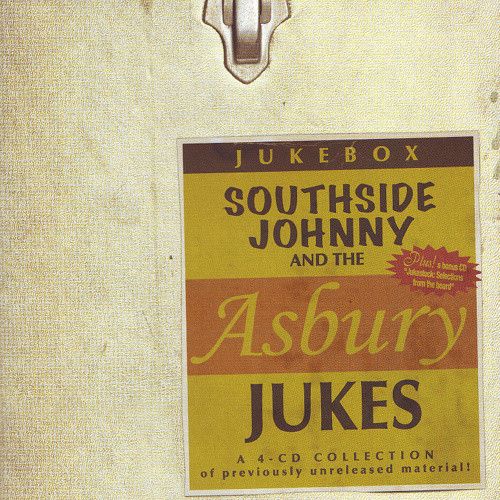 JUKEBOX
SOUTHSIDE
JOHNNY
AND THE
Plus! a bonus CD
"Jukestock: Selections
from the board"
Asbury
JUKES
A 4-CD COLLECTION
of previously unreleased material!